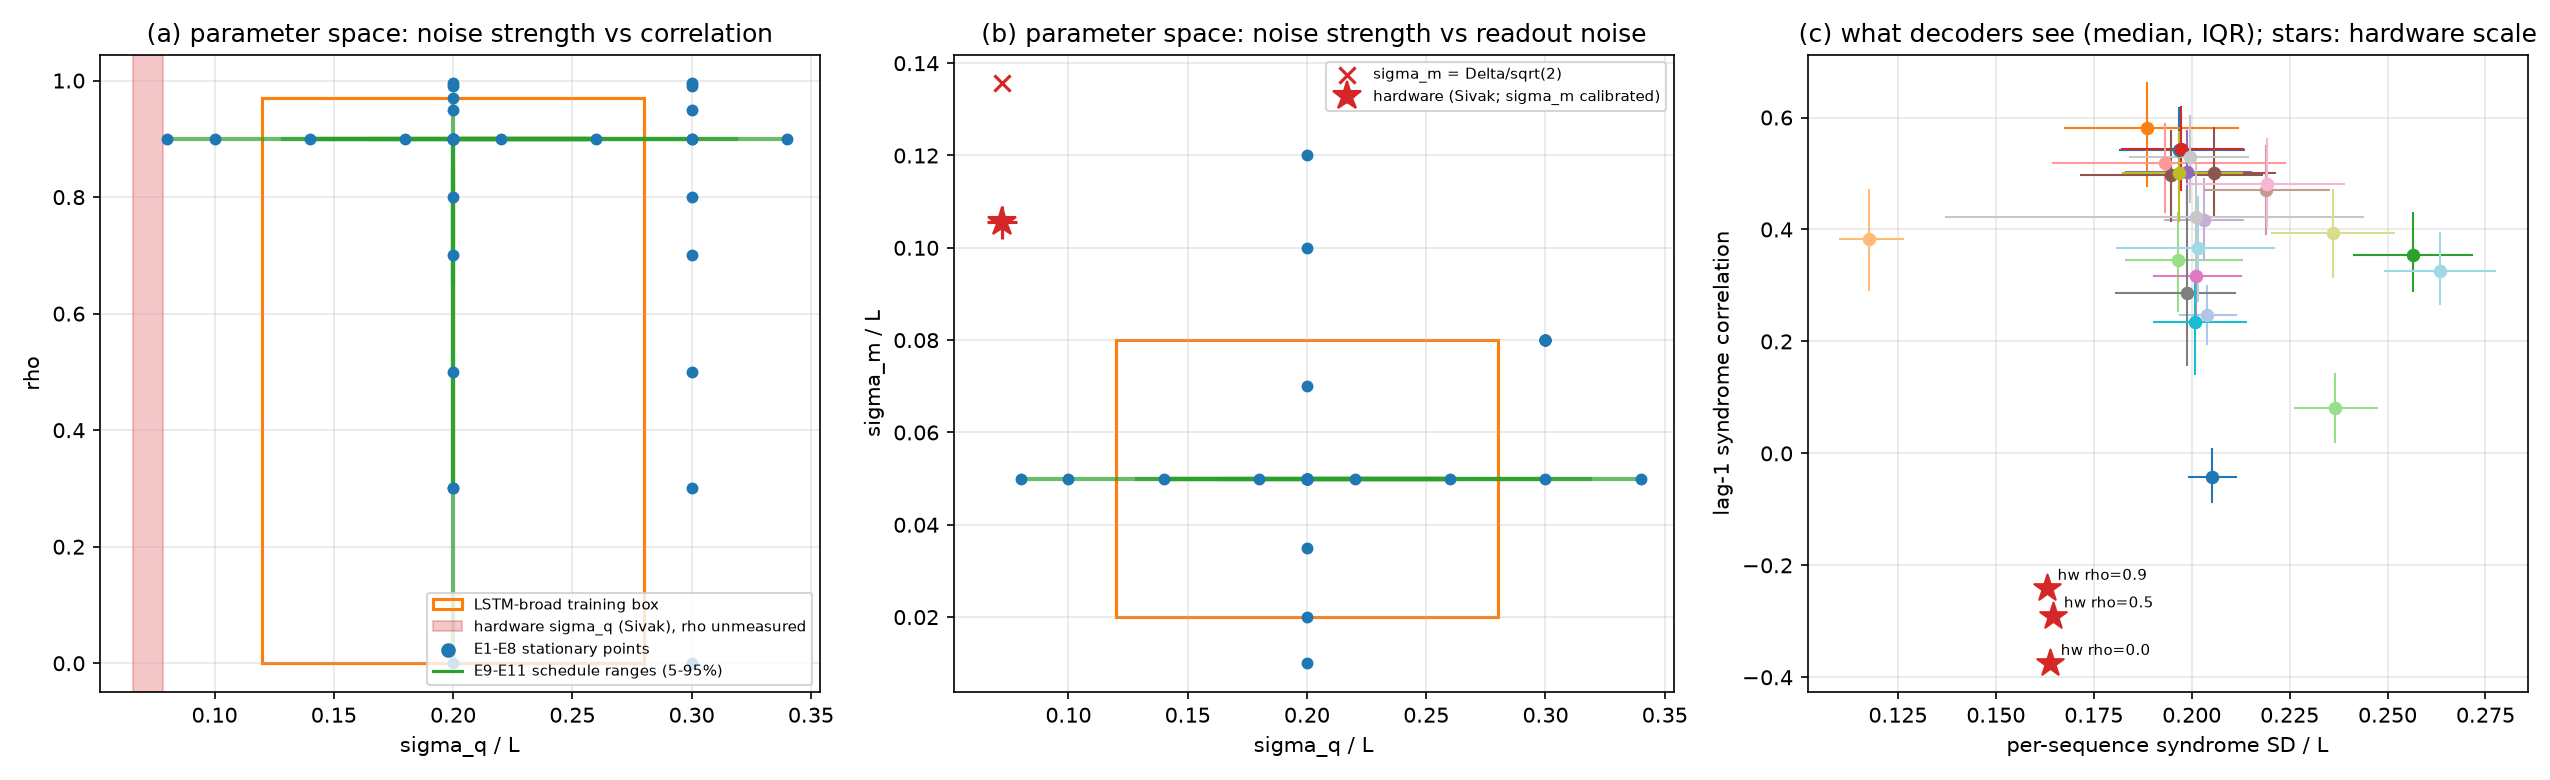 (a) parameter space: noise strength vs correlation
rho
1.0
0.8
0.6
0.4
0.2
0.0
LSTM-broad training box
hardware sigma_q (Sivak), rho unmeasured
E1-E8 stationary points
E9-E11 schedule ranges (5-95%)
0.10
0.15
0.20
0.25
0.30
0.35
sigma_q / L
(b) parameter space: noise strength vs readout noise
sigma_m / L
0.14
0.12
0.10
0.08
0.06
0.04
0.02
sigma_m = Delta/sqrt(2)
hardware (Sivak; sigma_m calibrated)
0.10
0.15
0.20
0.25
0.30
0.35
sigma_q / L
(c) what decoders see (median, IQR); stars: hardware scale
lag-1 syndrome correlation
0.6
0.4
0.2
0.0
−0.2
−0.4
hw rho=0.9
hw rho=0.5
hw rho=0.0
0.125
0.150
0.175
0.200
0.225
0.250
0.275
per-sequence syndrome SD / L